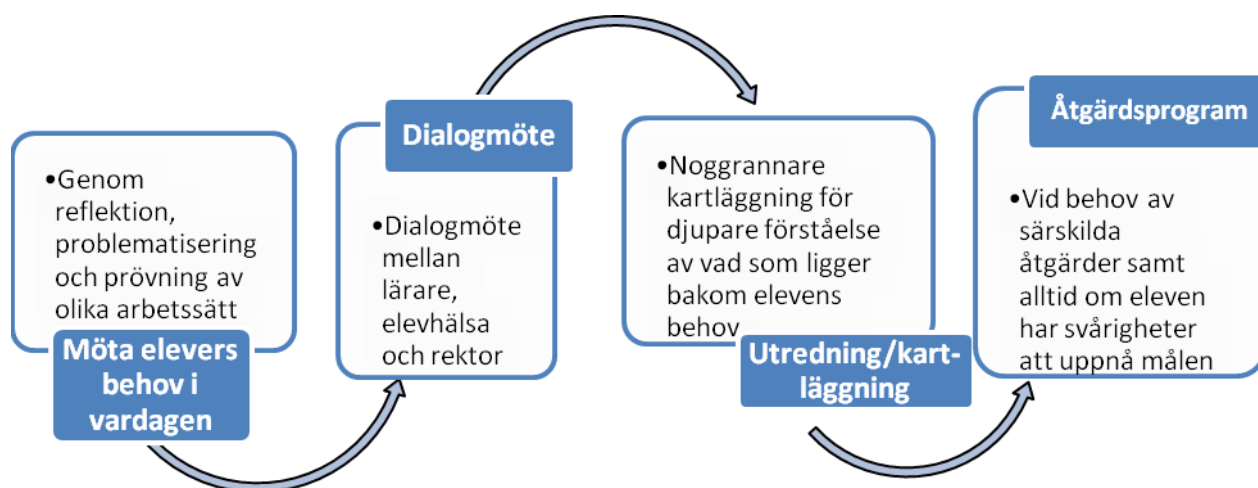 •Genom
reflektion,
problematisering
och prövning av
olika arbetssätt
Möta elevers
behov i
vardagen
Dialogmöte
•Dialogmöte
mellan
lärare,
elevhälsa
och rektor
•Noggrannare
kartläggning för
djupare förståelse
av vad som ligger
bakom elevens
behov
Utredning/kart-
läggning
Åtgärdsprogram
•Vid behov av
särskilda
åtgärder samt
alltid om eleven
har svårigheter
att uppnå målen